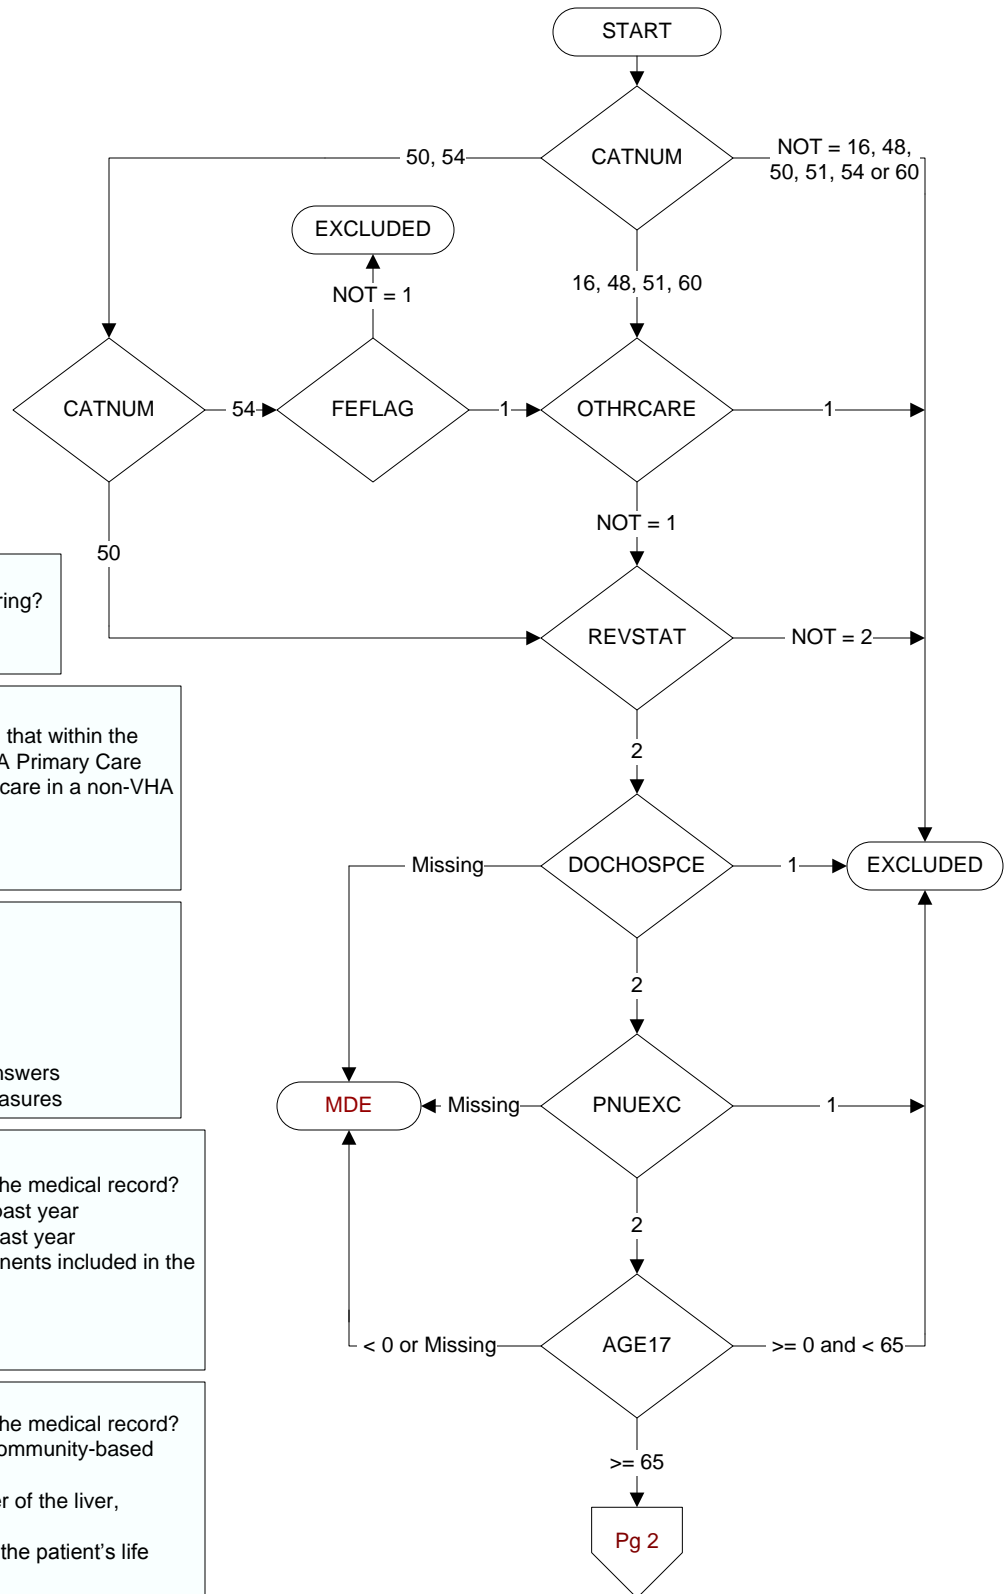 START
CATNUM
50, 54
NOT = 16, 48,
50, 51, 54 or 60
EXCLUDED
NOT = 1
16, 48, 51, 60
CATNUM
54
FEFLAG
1
OTHRCARE
1
NOT = 1
50
REVSTAT
NOT = 2
2
DOCHOSPCE
Missing
1
EXCLUDED
2
MDE
Missing
PNUEXC
1
2
< 0 or Missing
AGE17
>= 0 and < 65
>= 65
Pg 2
ring?
that within the
A Primary Care
care in a non-VHA
nswers
asures
he medical record?
past year
ast year
nents included in the
he medical record?
ommunity-based
er of the liver,
the patient's life